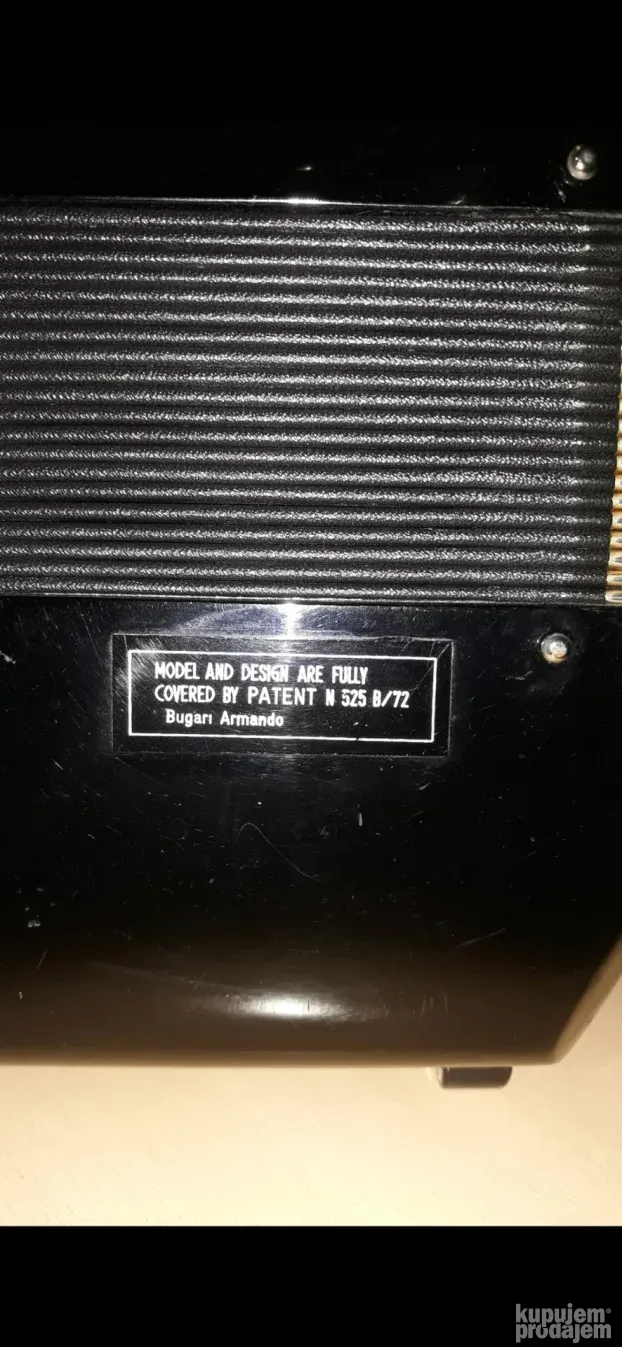 MODEL AND DESIGN ARE FULLY
COVERED BY PATENT N 525 B/72
Bugari Armando
kupujem
prodajem